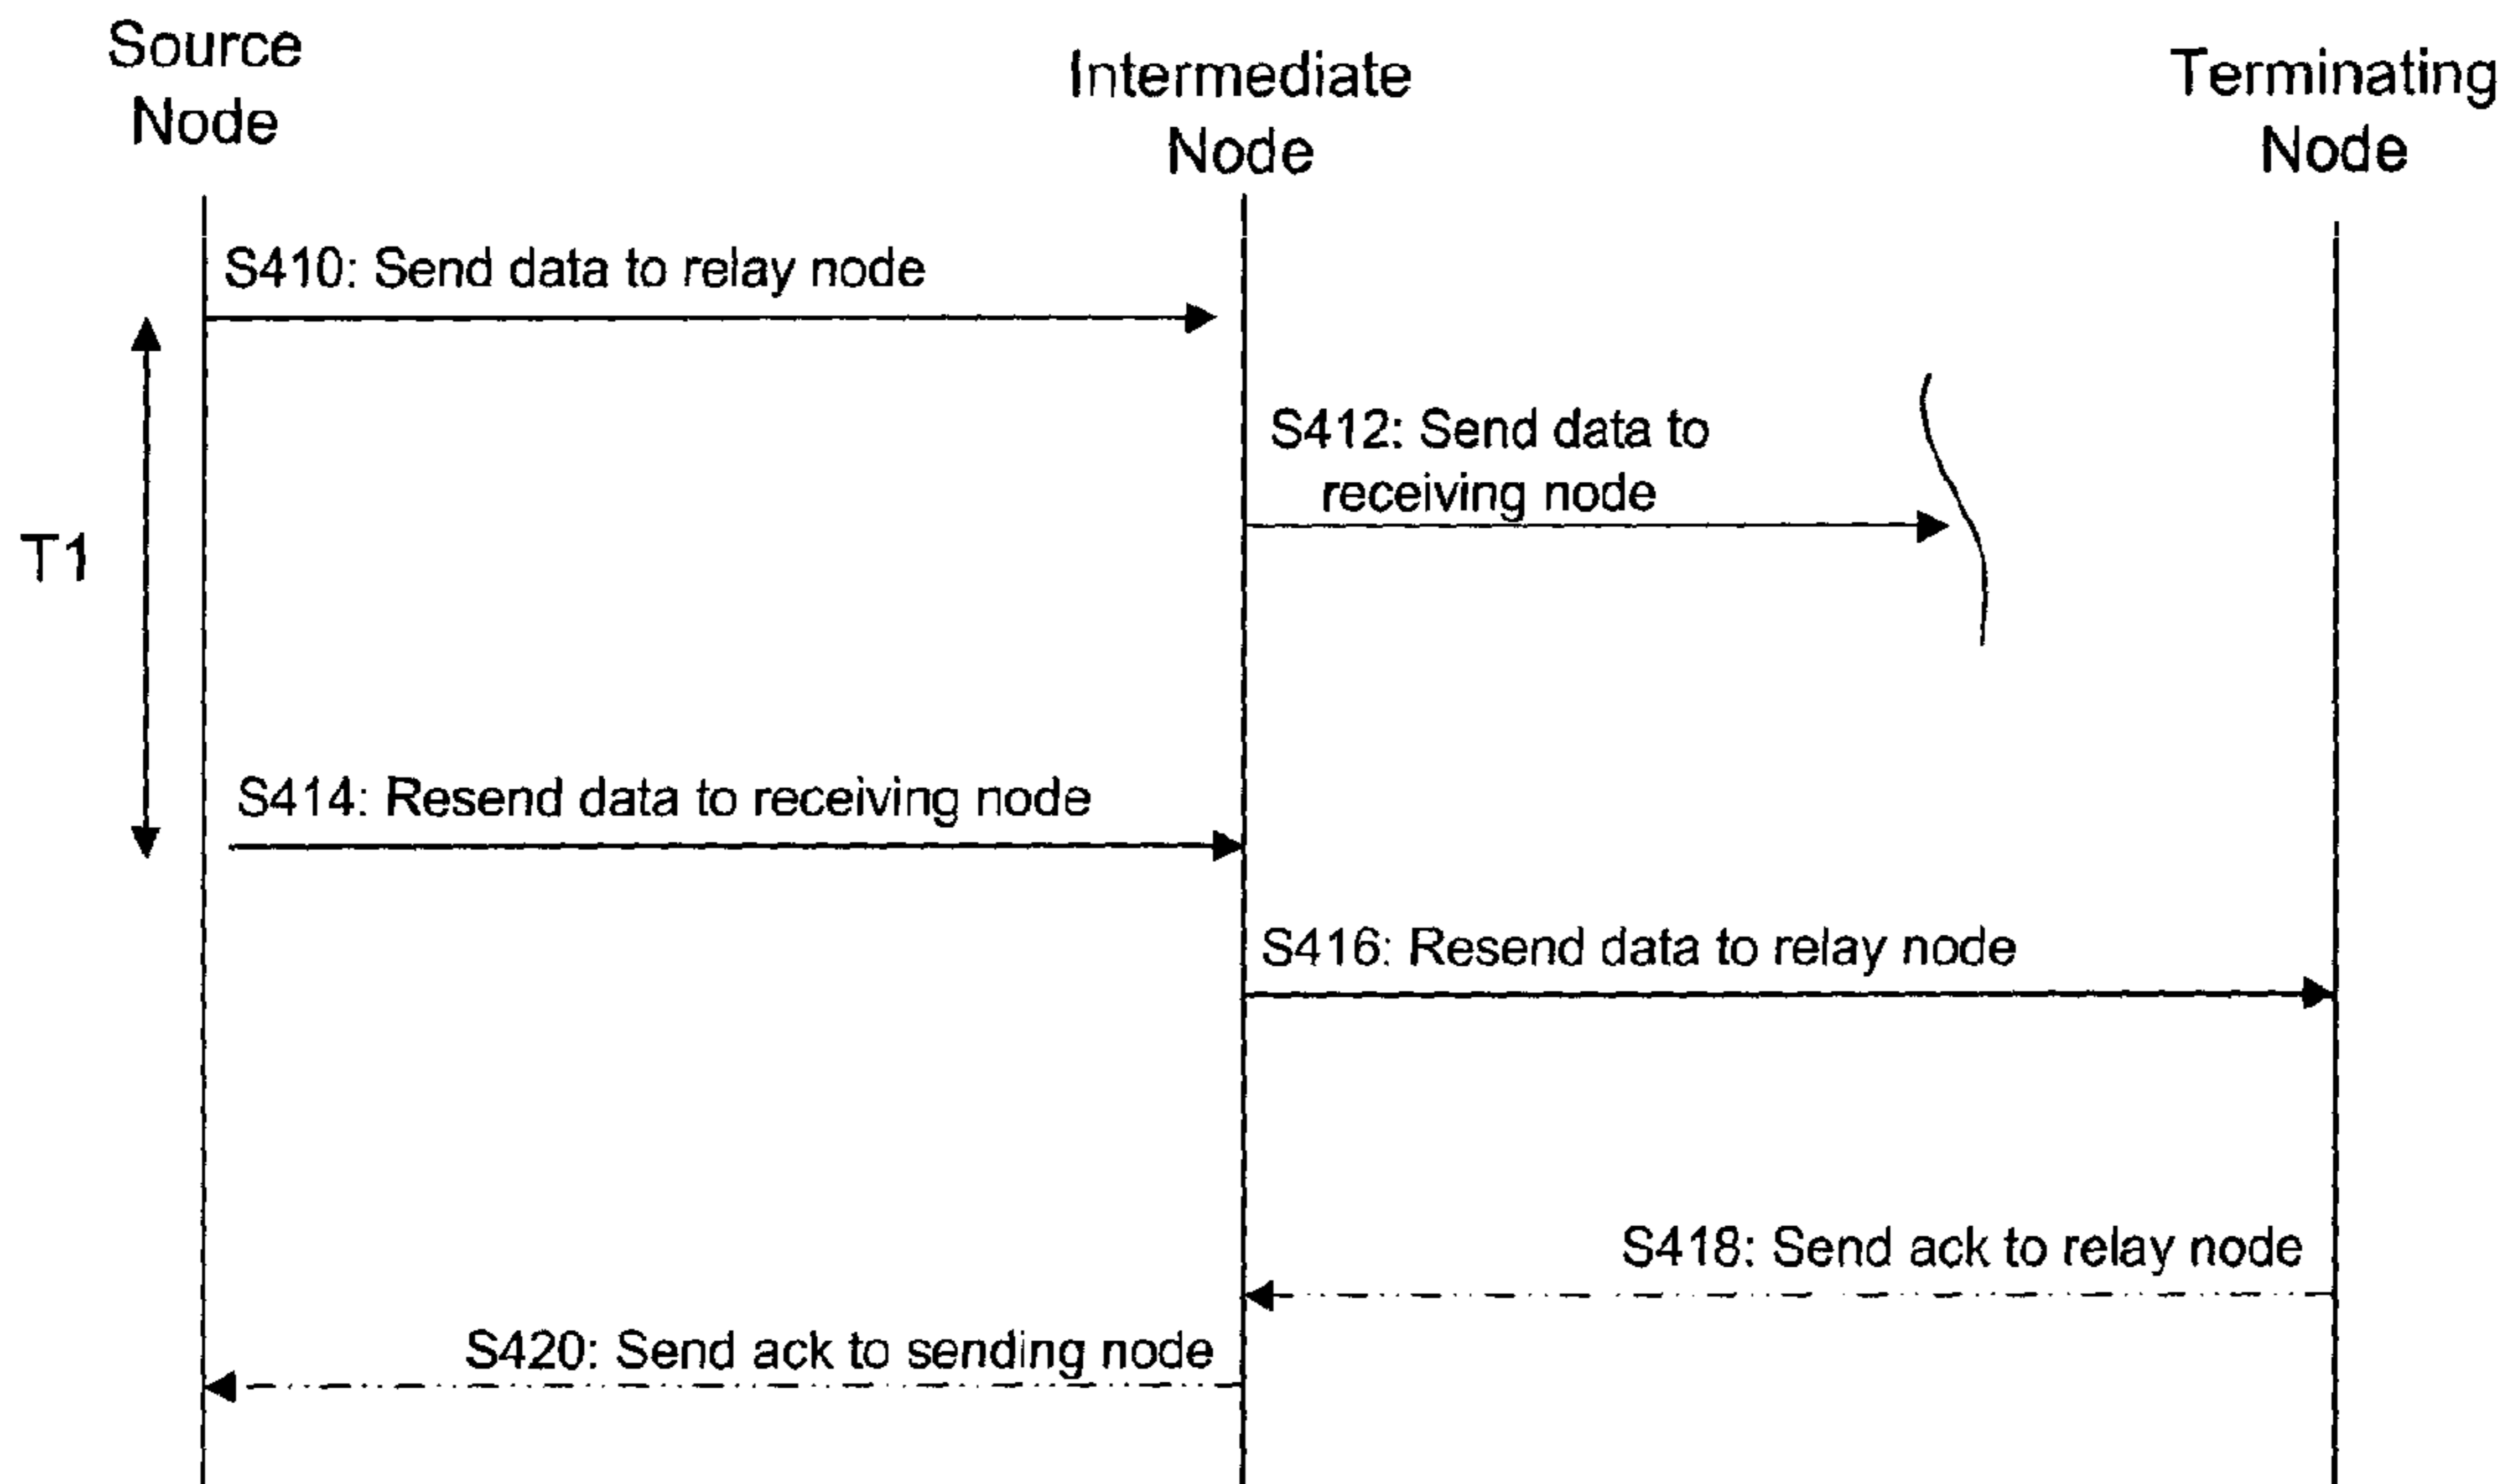 Source
Node
Intermediate
Node
Terminating
Node
S410: Send data to relay node
S412: Send data to
receiving node
T1
S414: Resend data to receiving node
S416: Resend data to relay node
S418: Send ack to relay node
S420: Send ack to sending node